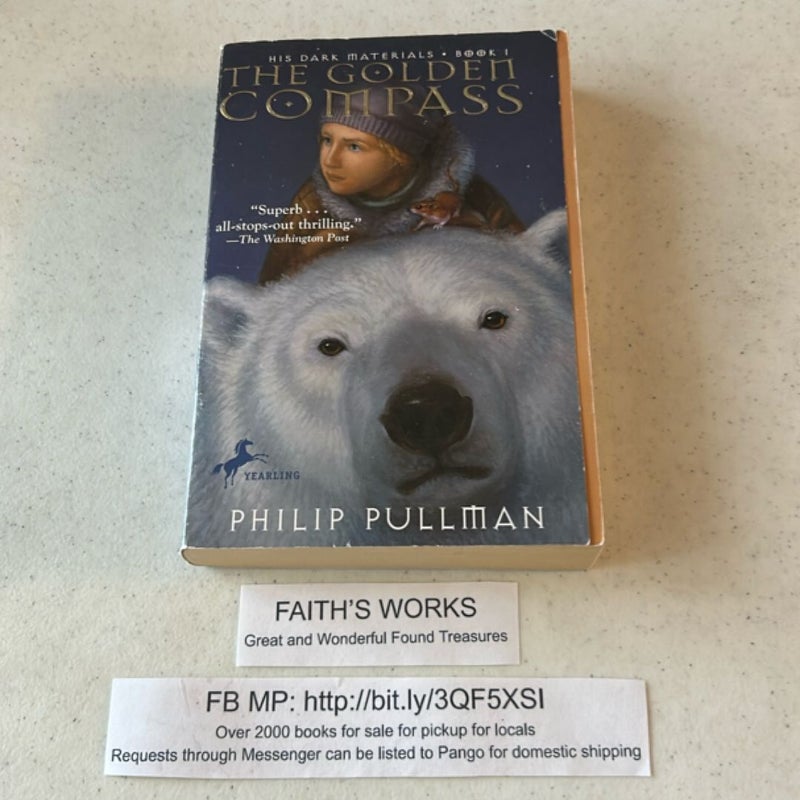 HIS DARK MATERIALS • BOOK I
THE GOLDEN
COMPASS
“Superb . . .
all-stops-out thrilling.”
—The Washington Post
YEARLING
PHILIP PULLMAN
FAITH'S WORKS
Great and Wonderful Found Treasures
FB MP: http://bit.ly/3QF5XSI
Over 2000 books for sale for pickup for locals
Requests through Messenger can be listed to Pango for domestic shipping